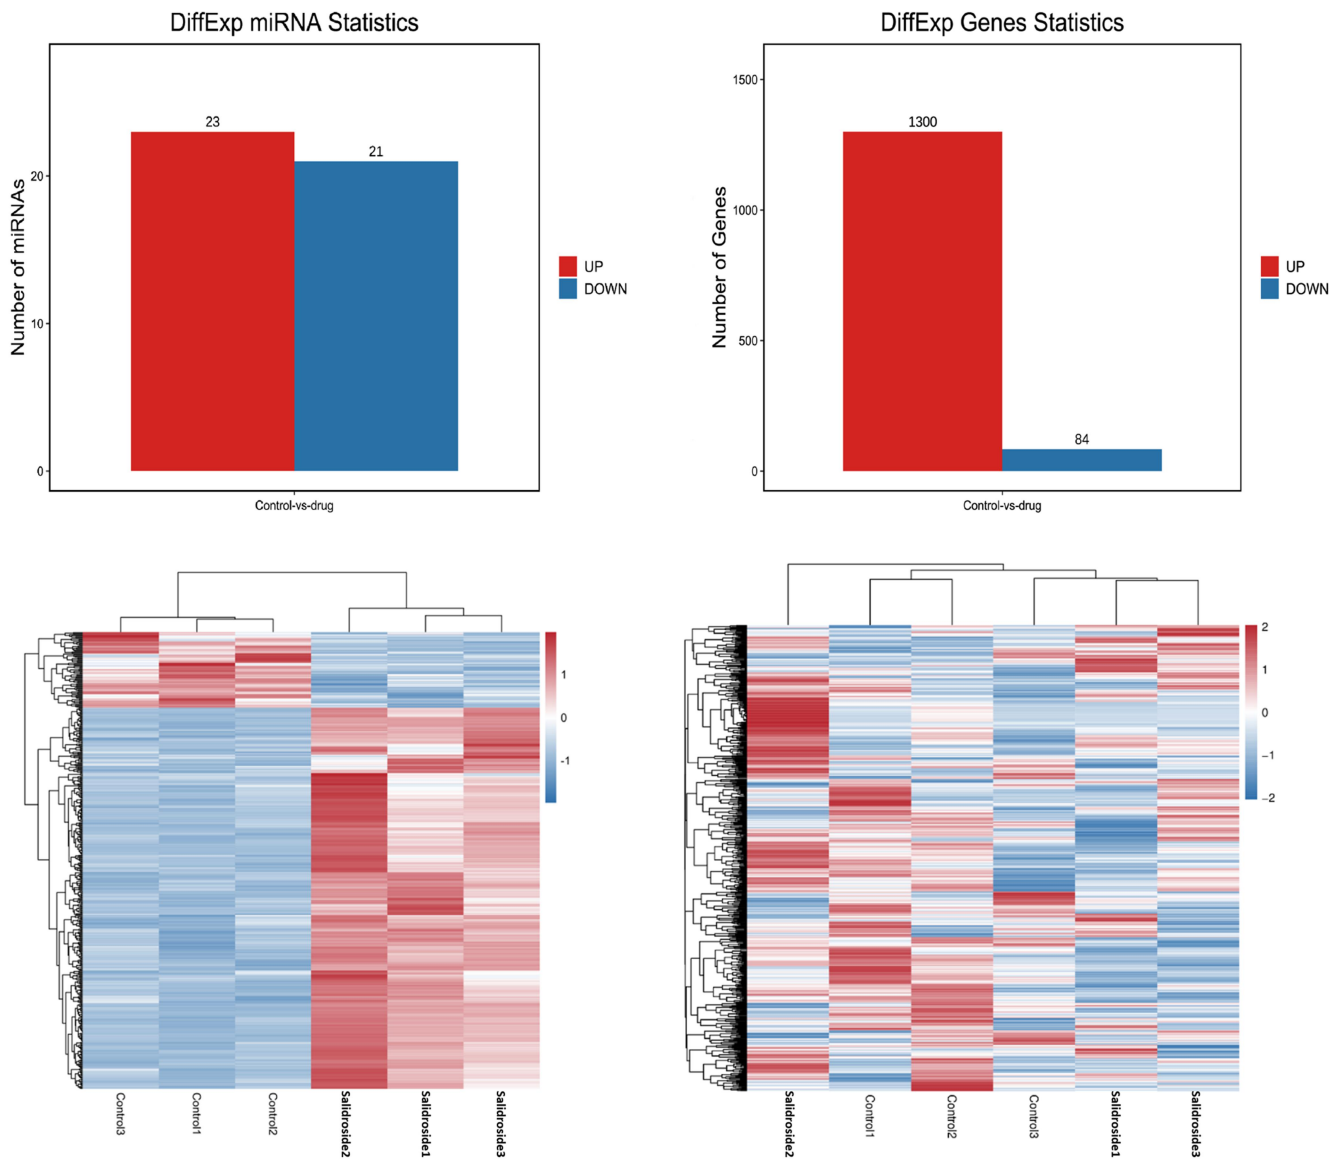 DiffExp miRNA Statistics
Number of miRNAs
20
10
0
23
21
Control-vs-drug
UP
DOWN
DiffExp Genes Statistics
Number of Genes
1500
1000
500
0
1300
84
Control-vs-drug
UP
DOWN
1
0
-1
Control3
Control1
Control2
Salidroside2
Salidroside1
Salidroside3
2
1
0
−1
−2
Salidroside2
Control1
Control2
Control3
Salidroside1
Salidroside3